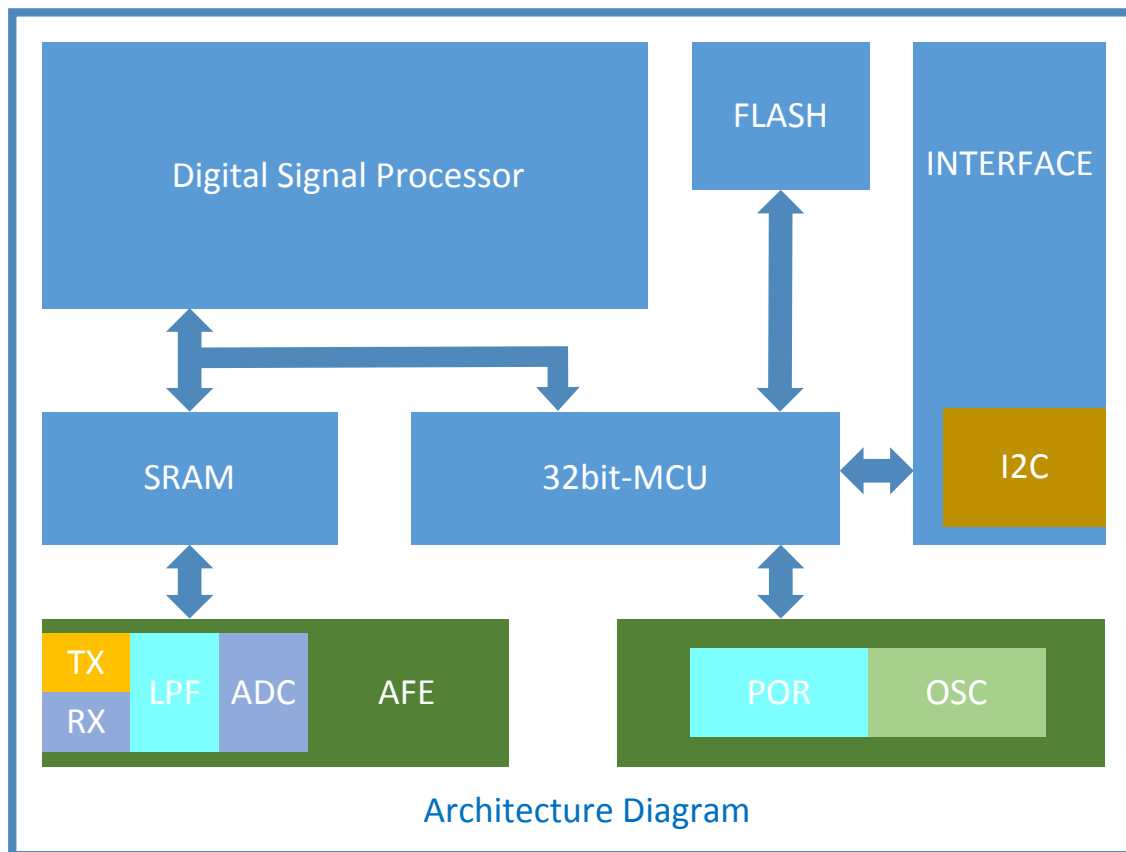 Digital Signal Processor
FLASH
INTERFACE
SRAM
32bit-MCU
I2C
TX
RX
LPF
ADC
AFE
POR
OSC
Architecture Diagram